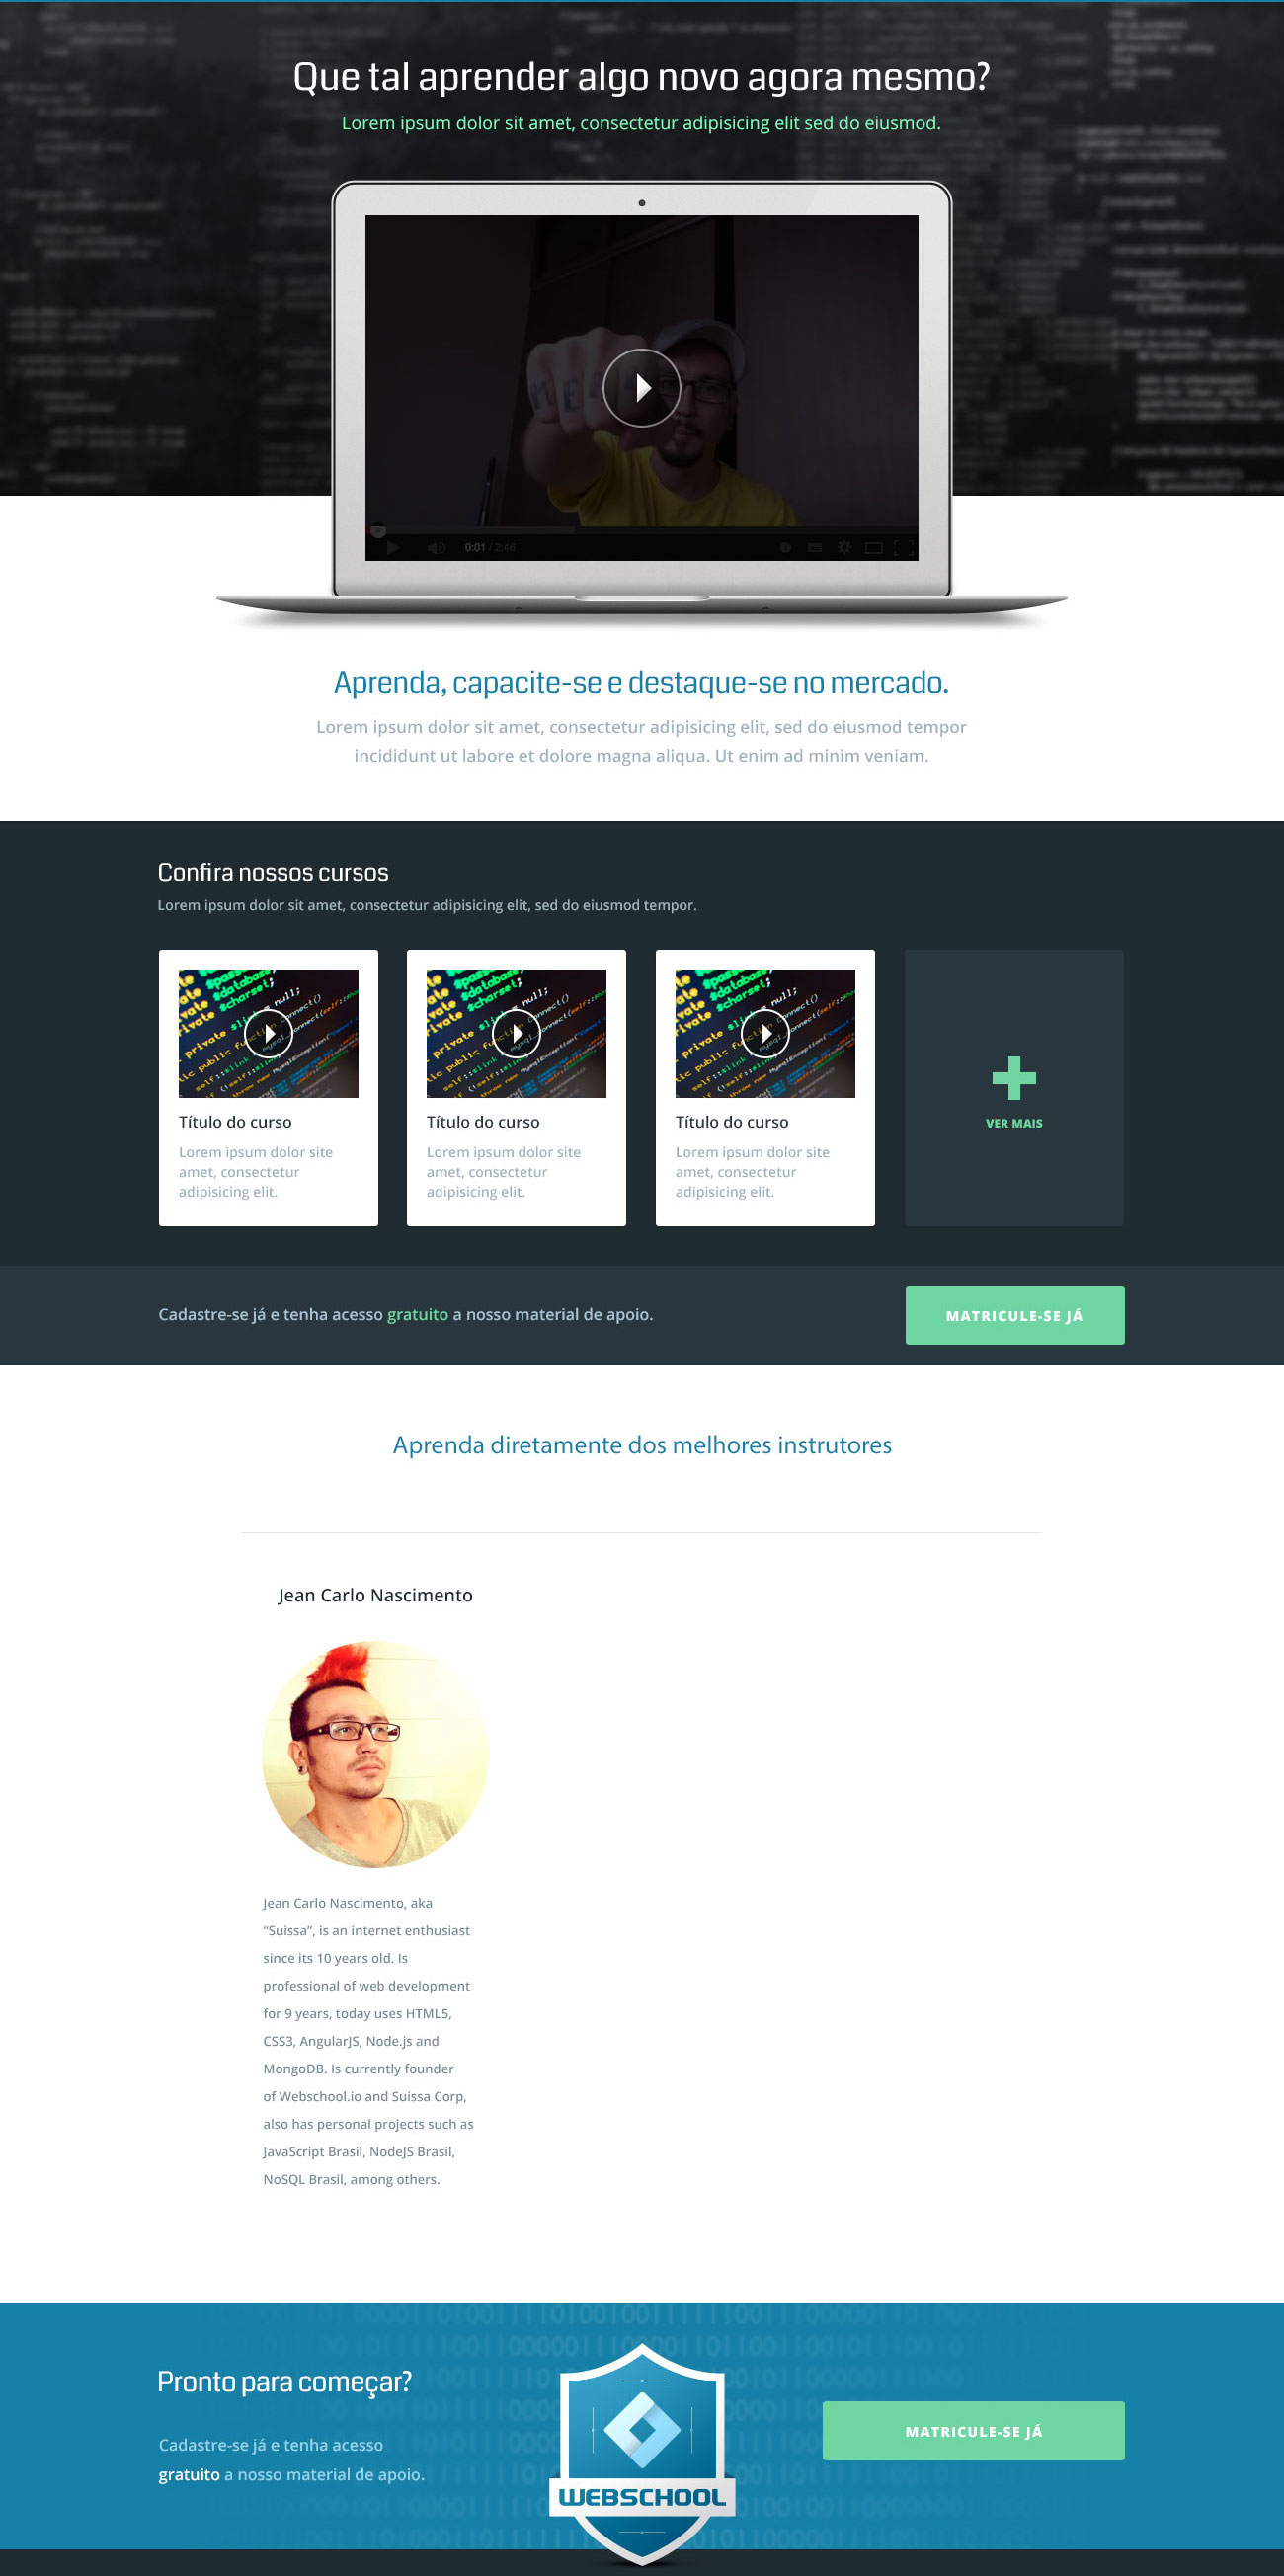 Que tal aprender algo novo agora mesmo?
Lorem ipsum dolor sit amet, consectetur adipisicing elit sed do eiusmod.
0:01 / 2:46
Aprenda, capacite-se e destaque-se no mercado.
Lorem ipsum dolor sit amet, consectetur adipisicing elit, sed do eiusmod tempor
incididunt ut labore et dolore magna aliqua. Ut enim ad minim veniam.
Confira nossos cursos
Lorem ipsum dolor sit amet, consectetur adipisicing elit, sed do eiusmod tempor.
Título do curso
Lorem ipsum dolor site
amet, consectetur
adipisicing elit.
Título do curso
Lorem ipsum dolor site
amet, consectetur
adipisicing elit.
Título do curso
Lorem ipsum dolor site
amet, consectetur
adipisicing elit.
VER MAIS
Cadastre-se já e tenha acesso gratuito a nosso material de apoio.
MATRICULE-SE JÁ
Aprenda diretamente dos melhores instrutores
Jean Carlo Nascimento
Jean Carlo Nascimento, aka
“Suissa”, is an internet enthusiast
since its 10 years old. Is
professional of web development
for 9 years, today uses HTML5,
CSS3, AngularJS, Node.js and
MongoDB. Is currently founder
of Webschool.io and Suissa Corp,
also has personal projects such as
JavaScript Brasil, NodeJS Brasil,
NoSQL Brasil, among others.
Pronto para começar?
Cadastre-se já e tenha acesso
gratuito a nosso material de apoio.
WEBSCHOOL
MATRICULE-SE JÁ